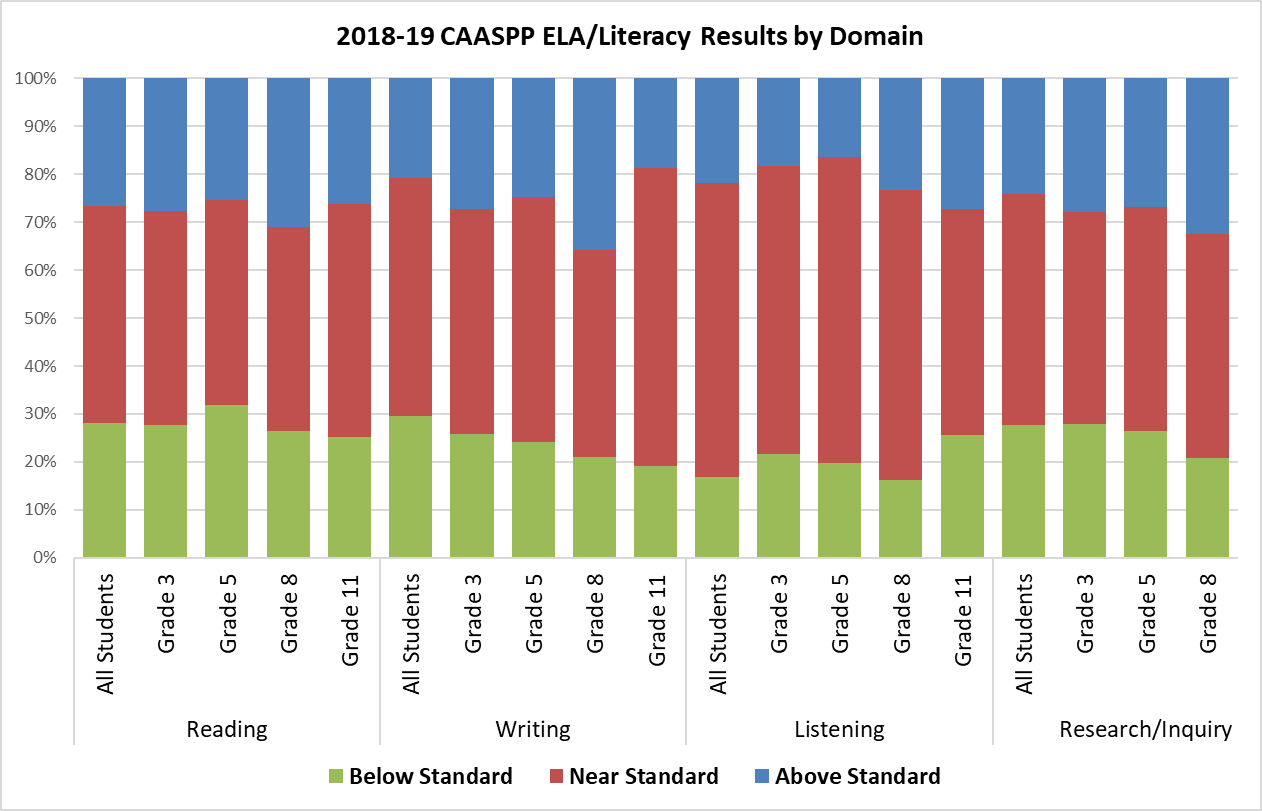 2018-19 CAASPP ELA/Literacy Results by Domain
100%
90%
80%
70%
60%
50%
40%
30%
20%
10%
0%
All Students
Grade 3
Grade 5
Grade 8
Grade 11
All Students
Grade 3
Grade 5
Grade 8
Grade 11
All Students
Grade 3
Grade 5
Grade 8
Grade 11
All Students
Grade 3
Grade 5
Grade 8
Reading
Writing
Listening
Research/Inquiry
Below Standard
Near Standard
Above Standard